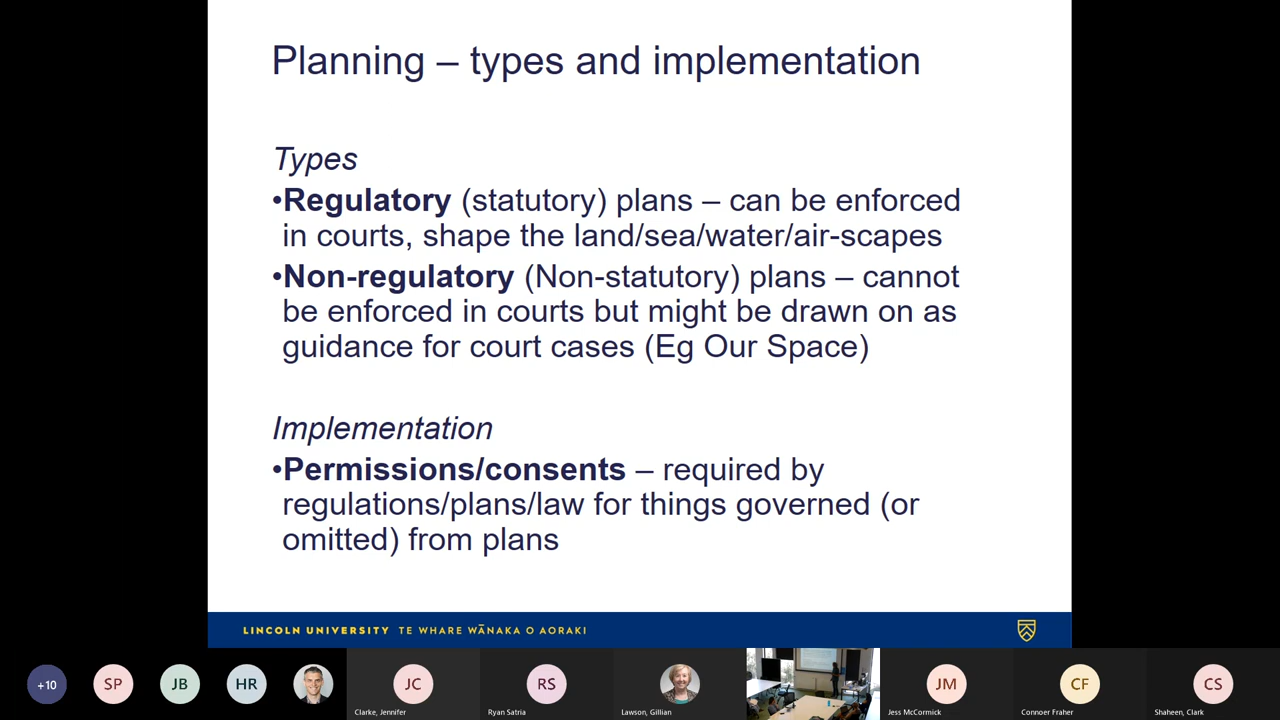 Planning – types and implementation
Types
•Regulatory (statutory) plans – can be enforced
in courts, shape the land/sea/water/air-scapes
•Non-regulatory (Non-statutory) plans – cannot
be enforced in courts but might be drawn on as
guidance for court cases (Eg Our Space)
Implementation
•Permissions/consents – required by
regulations/plans/law for things governed (or
omitted) from plans
LINCOLN UNIVERSITY TE WHARE WĀNAKA O AORAKI
+10
SP
JB
HR
JC
Clarke, Jennifer
RS
Ryan Satria
Lawson, Gillian
JM
Jess McCormick
CF
Connoer Fraher
CS
Shaheen, Clark